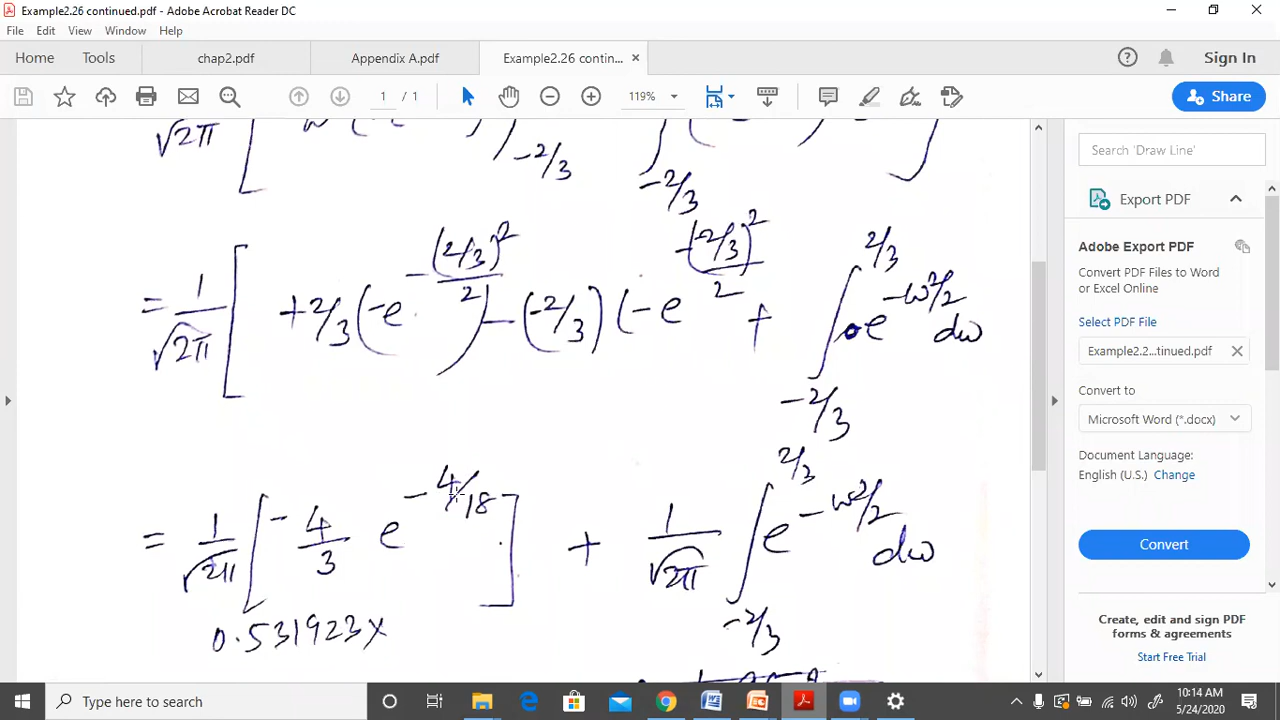 Example2.26 continued.pdf - Adobe Acrobat Reader DC
File Edit View Window Help
Home Tools chap2.pdf Appendix A.pdf Example2.26 contin... × Sign In
1 / 1 119% Share
√2π [ -2/3 -2/3 ]
= 1/√2π [ +2/3 (-e^-(2/3)^2/2) - (-2/3) (-e^-(-2/3)^2/2 + ∫_-2/3^2/3 e^-ω^2/2 dω
= 1/√2π [ -4/3 e^-4/18 ] + 1/√2π ∫_-2/3^2/3 e^-ω^2/2 dω
0.531923x
Search 'Draw Line'
Export PDF
Adobe Export PDF
Convert PDF Files to Word
or Excel Online
Select PDF File
Example2.2...tinued.pdf
Convert to
Microsoft Word (*.docx)
Document Language:
English (U.S.) Change
Convert
Create, edit and sign PDF
forms & agreements
Start Free Trial
Type here to search
10:14 AM
5/24/2020